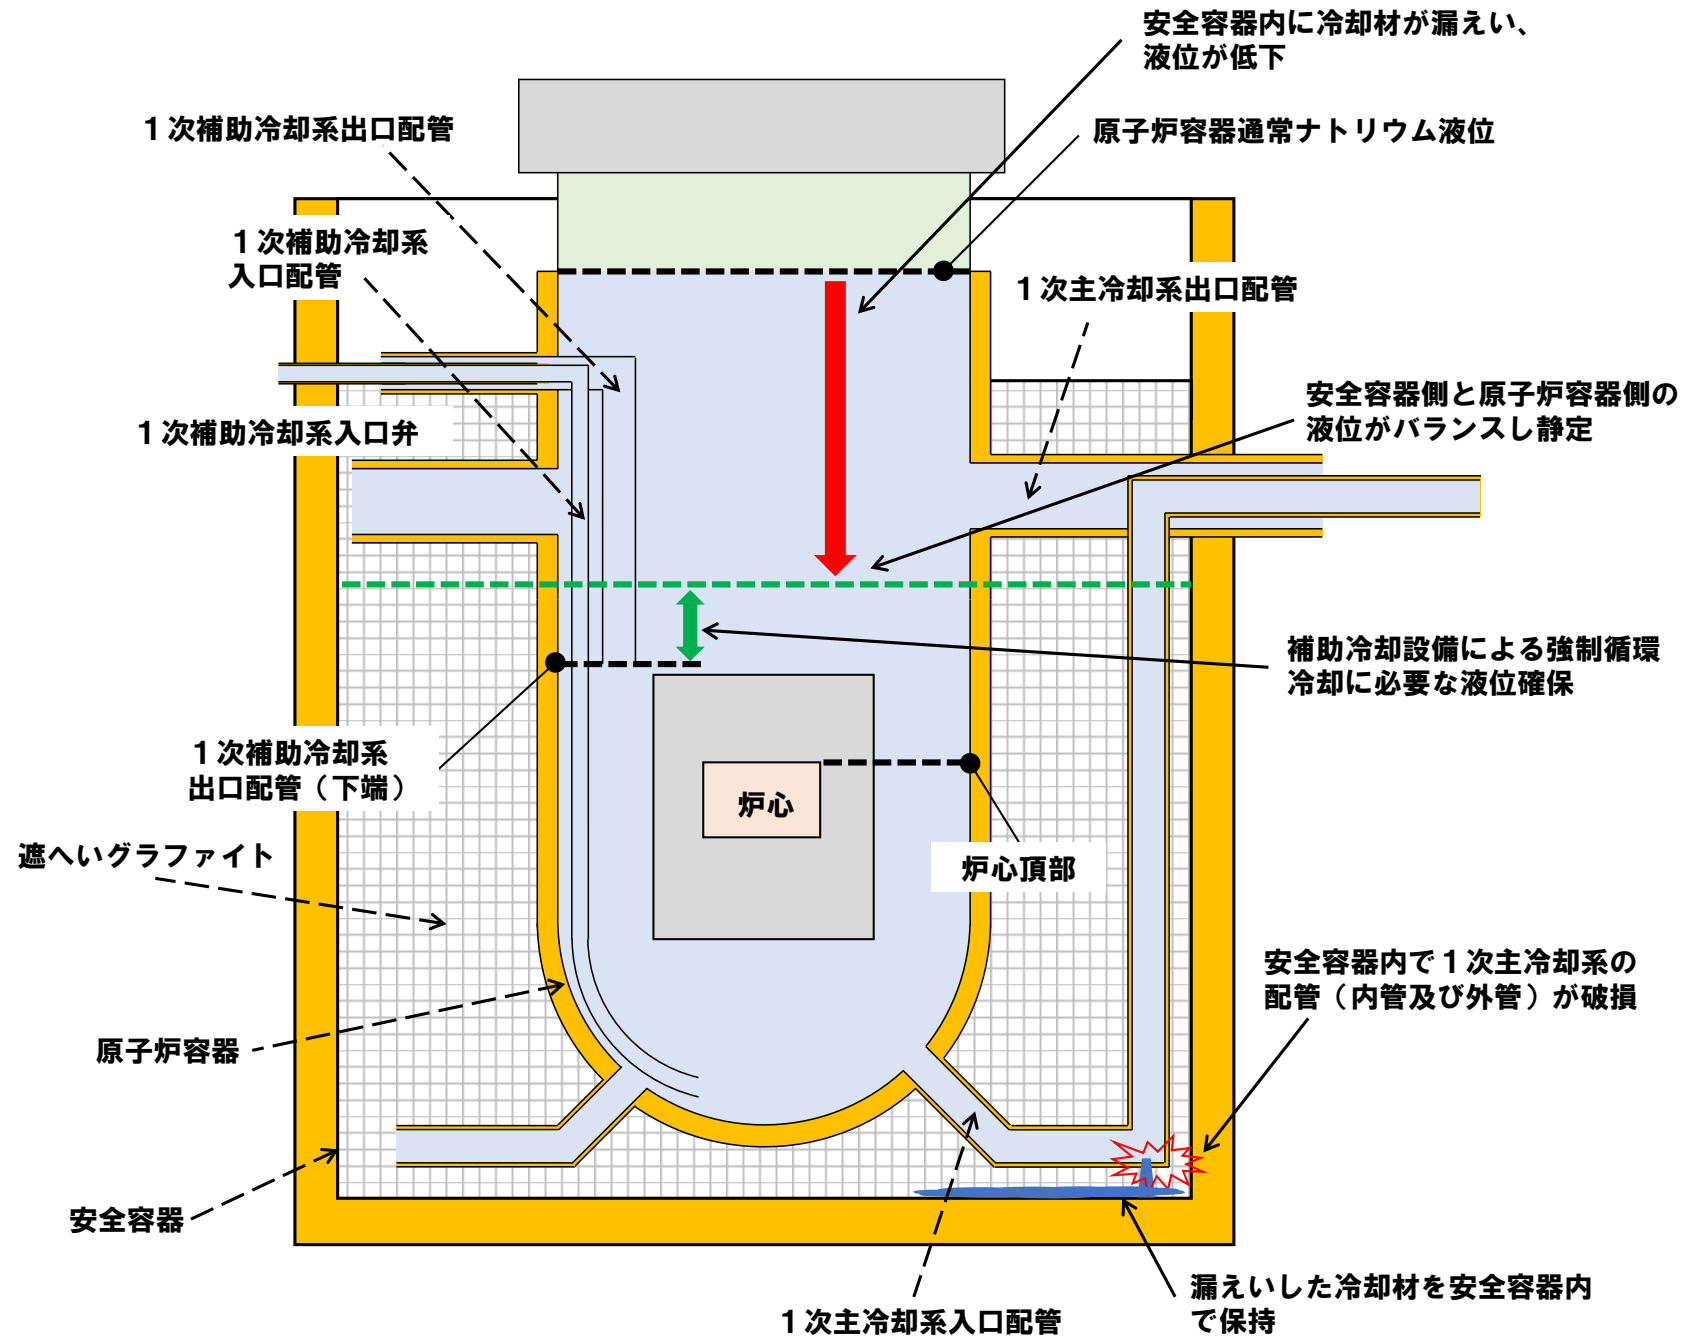 安全容器内に冷却材が漏えい、
液位が低下
１次補助冷却系出口配管
原子炉容器通常ナトリウム液位
１次補助冷却系
入口配管
１次主冷却系出口配管
安全容器側と原子炉容器側の
液位がバランスし静定
１次補助冷却系入口弁
補助冷却設備による強制循環
冷却に必要な液位確保
１次補助冷却系
出口配管（下端）
炉心
遮へいグラファイト
炉心頂部
安全容器内で１次主冷却系の
配管（内管及び外管）が破損
原子炉容器
安全容器
漏えいした冷却材を安全容器内
で保持
１次主冷却系入口配管